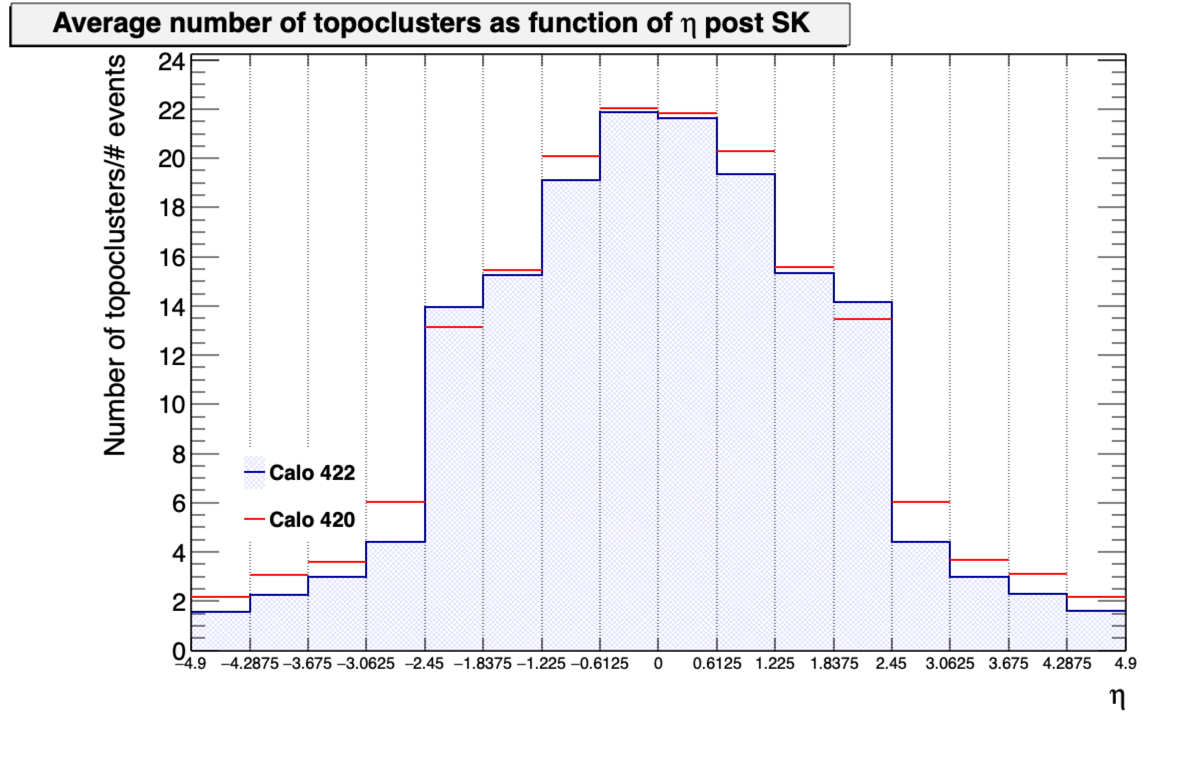 Average number of topoclusters as function of η post SK
Number of topoclusters/# events
24
22
20
18
16
14
12
10
8
6
4
2
0
Calo 422
Calo 420
−4.9 −4.2875 −3.675 −3.0625 −2.45 −1.8375 −1.225 −0.6125 0 0.6125 1.225 1.8375 2.45 3.0625 3.675 4.2875 4.9
η